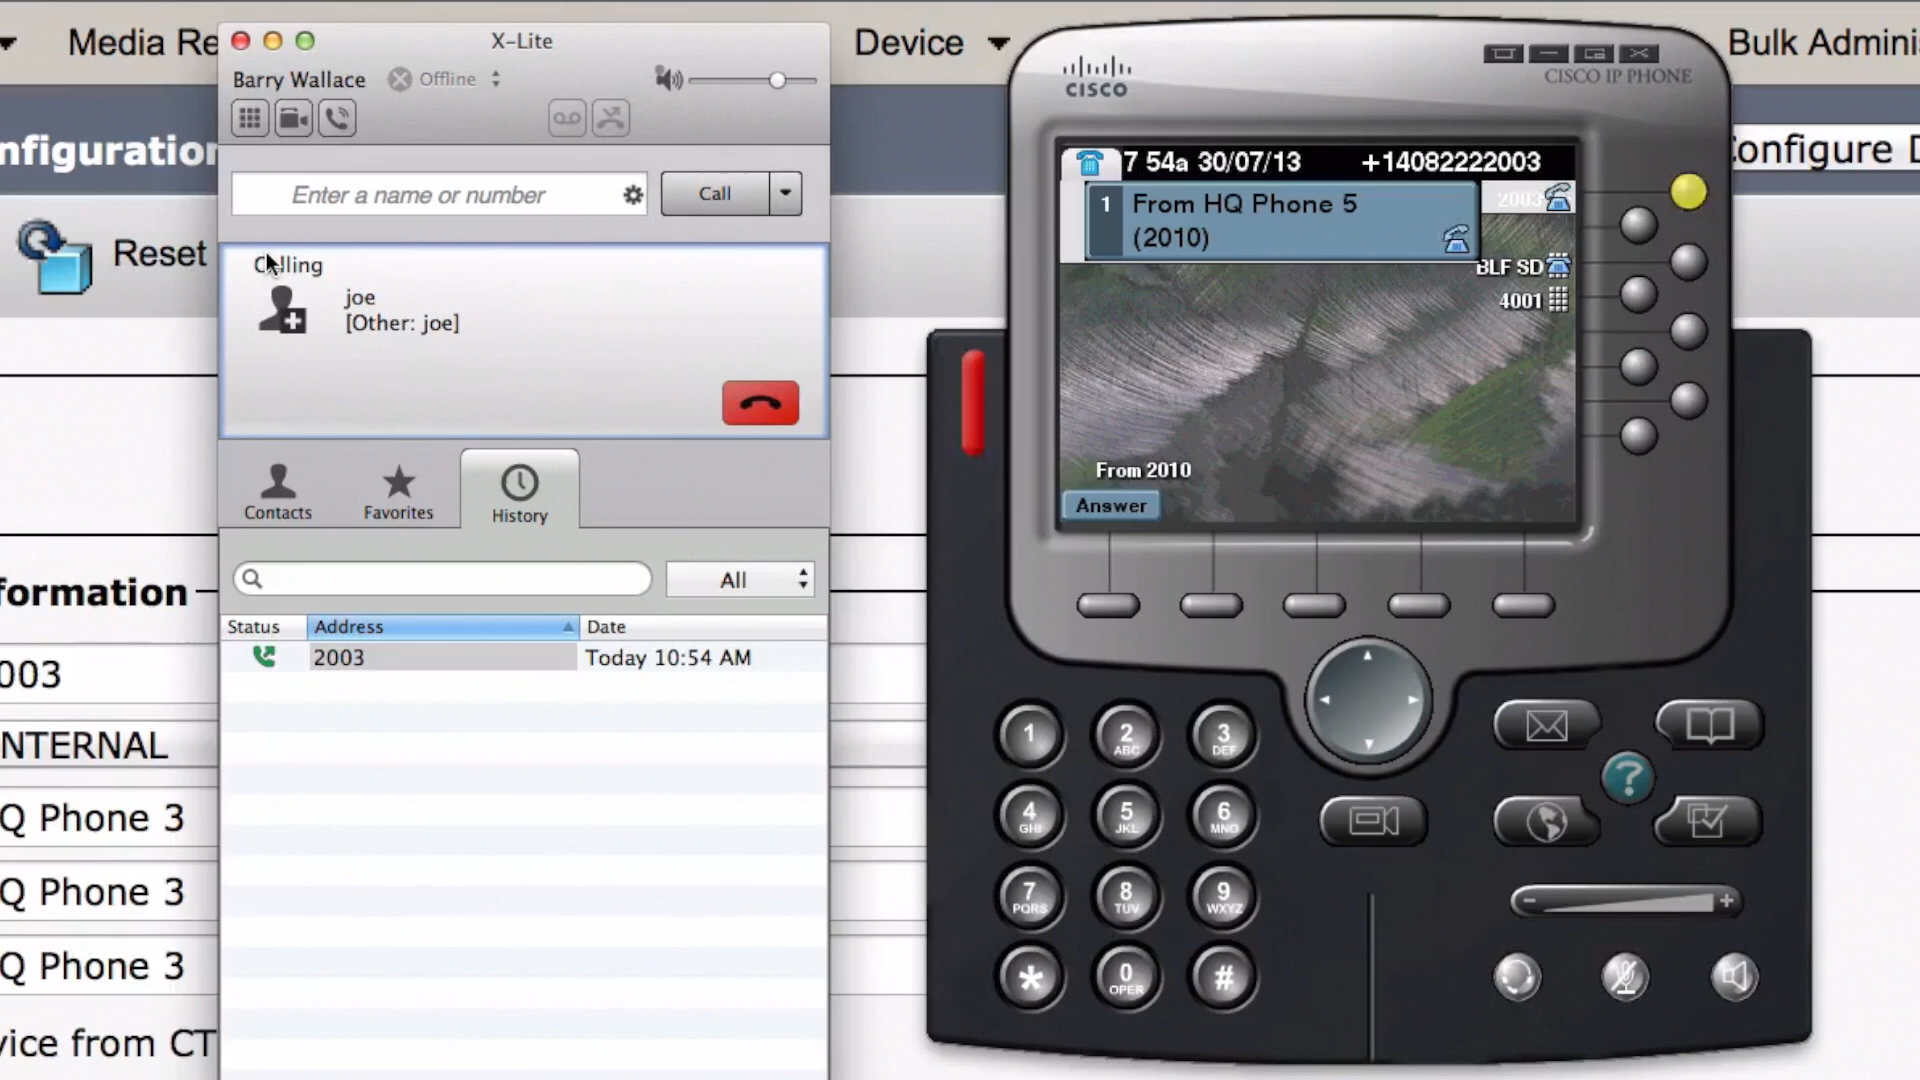 Media Re
Device
Bulk Admini
nfiguration
onfigure D
Reset
formation
003
NTERNAL
Q Phone 3
Q Phone 3
Q Phone 3
vice from CT
X-Lite
Barry Wallace
Offline
Enter a name or number
Call
Calling
joe
[Other: joe]
Contacts
Favorites
History
All
Status
Address
Date
2003
Today 10:54 AM
CISCO
CISCO IP PHONE
7 54a 30/07/13
+14082222003
1
From HQ Phone 5
(2010)
2003
BLF SD
4001
From 2010
Answer
1
2
ABC
3
DEF
4
GHI
5
JKL
6
MNO
7
PQRS
8
TUV
9
WXYZ
*
0
OPER
#
?
- +